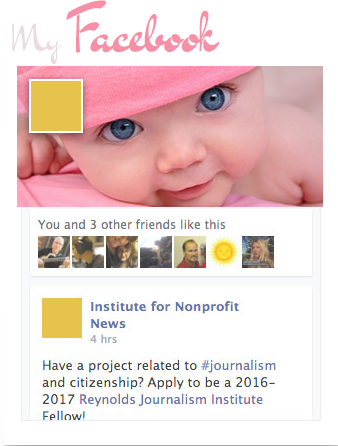 My Facebook
You and 3 other friends like this
Institute for Nonprofit
News
4 hrs
Have a project related to #journalism
and citizenship? Apply to be a 2016-
2017 Reynolds Journalism Institute
Fellow!